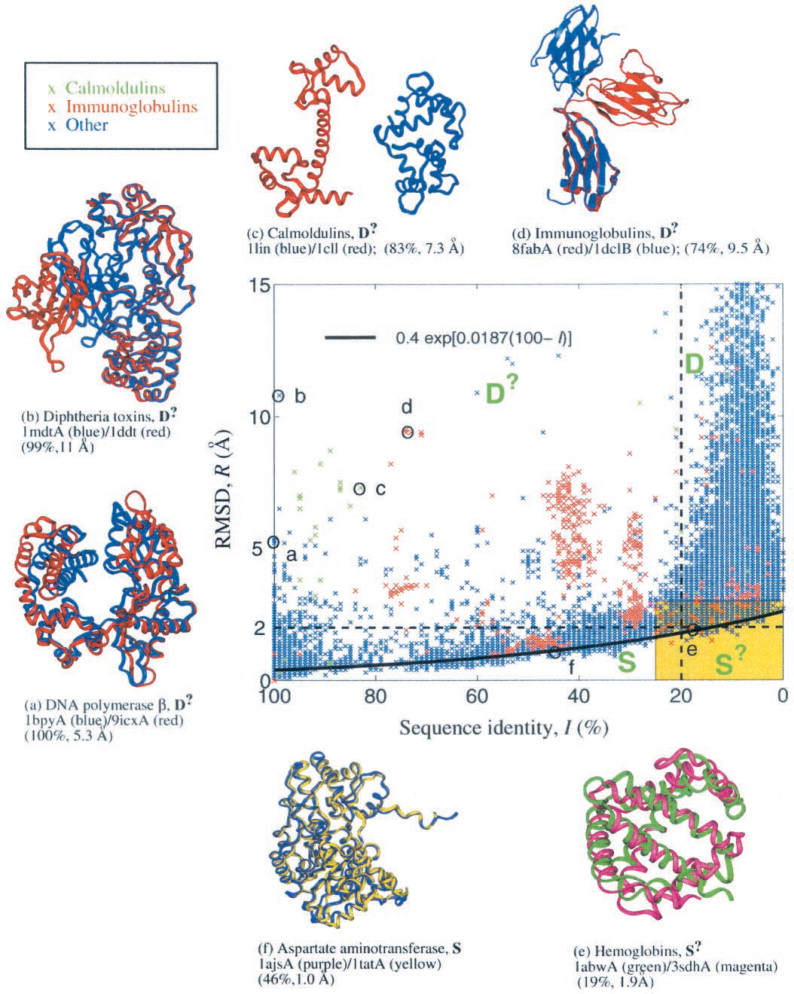 x Calmoldulins
x Immunoglobulins
x Other
(c) Calmoldulins, D?
1lin (blue)/1cll (red); (83%, 7.3 Å)
(d) Immunoglobulins, D?
8fabA (red)/1dclB (blue); (74%, 9.5 Å)
(b) Diphtheria toxins, D?
1mdtA (blue)/1ddt (red)
(99%,11 Å)
(a) DNA polymerase β, D?
1bpyA (blue)/9icxA (red)
(100%, 5.3 Å)
15
10
5
2
0
RMSD, R (Å)
0.4 exp[0.0187(100– I)]
D?
D
b
d
c
a
S
S?
f
e
100
80
60
40
20
0
Sequence identity, I (%)
(f) Aspartate aminotransferase, S
1ajsA (purple)/1tatA (yellow)
(46%,1.0 Å)
(e) Hemoglobins, S?
1abwA (green)/3sdhA (magenta)
(19%, 1.9Å)